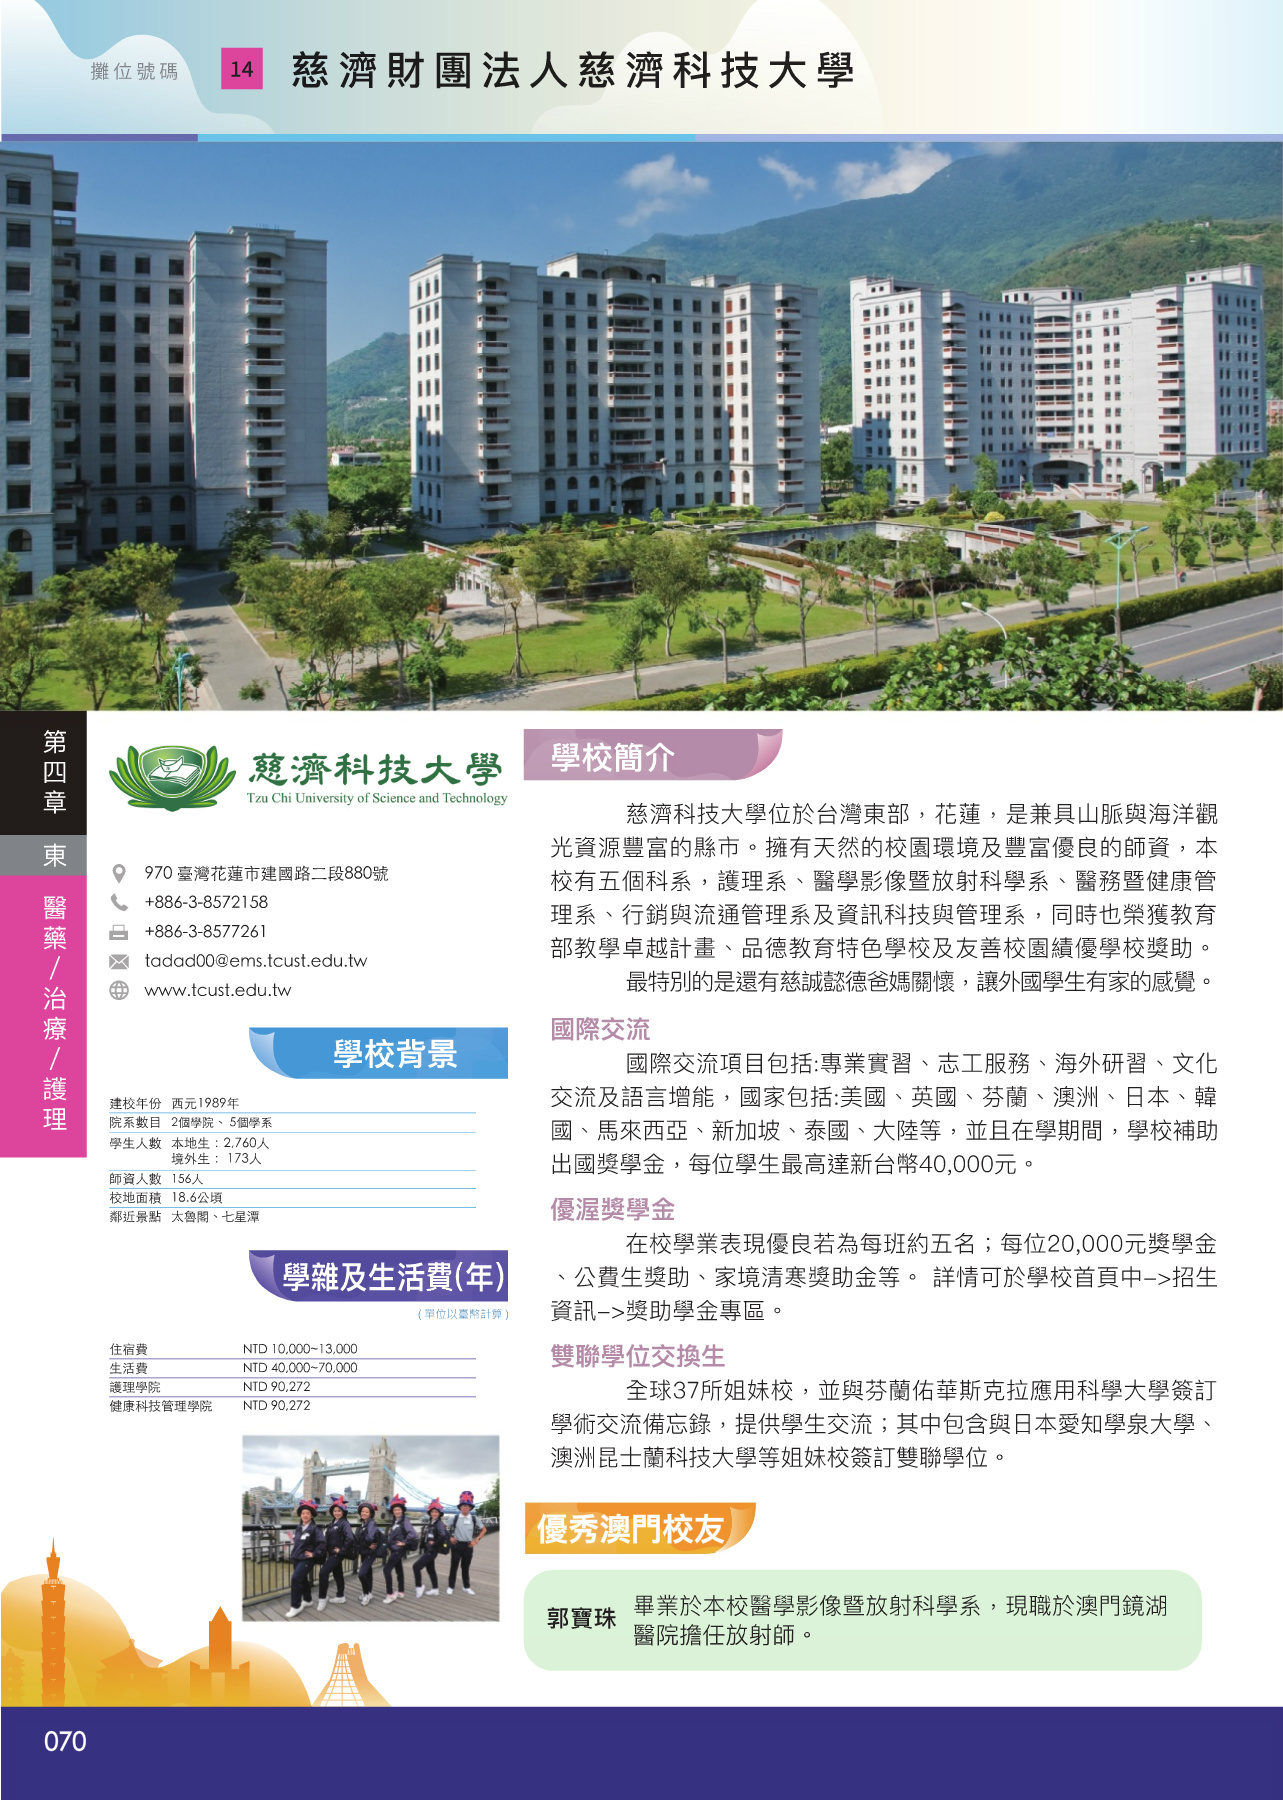 攤位號碼
14
慈濟財團法人慈濟科技大學
第四章
東
醫藥/治療/護理
慈濟科技大學
Tzu Chi University of Science and Technology
970 臺灣花蓮市建國路二段880號
+886-3-8572158
+886-3-8577261
tadad00@ems.tcust.edu.tw
www.tcust.edu.tw
學校背景
建校年份 西元1989年
院系數目 2個學院、5個學系
學生人數 本地生：2,760人
境外生：173人
師資人數 156人
校地面積 18.6公頃
鄰近景點 太魯閣、七星潭
學雜及生活費(年)
(單位以臺幣計算)
住宿費 NTD 10,000~13,000
生活費 NTD 40,000~70,000
護理學院 NTD 90,272
健康科技管理學院 NTD 90,272
學校簡介
慈濟科技大學位於台灣東部，花蓮，是兼具山脈與海洋觀
光資源豐富的縣市。擁有天然的校園環境及豐富優良的師資，本
校有五個科系，護理系、醫學影像暨放射科學系、醫務暨健康管
理系、行銷與流通管理系及資訊科技與管理系，同時也榮獲教育
部教學卓越計畫、品德教育特色學校及友善校園績優學校獎助。
最特別的是還有慈誠懿德爸媽關懷，讓外國學生有家的感覺。
國際交流
國際交流項目包括:專業實習、志工服務、海外研習、文化
交流及語言增能，國家包括:美國、英國、芬蘭、澳洲、日本、韓
國、馬來西亞、新加坡、泰國、大陸等，並且在學期間，學校補助
出國獎學金，每位學生最高達新台幣40,000元。
優渥獎學金
在校學業表現優良若為每班約五名；每位20,000元獎學金
、公費生獎助、家境清寒獎助金等。 詳情可於學校首頁中–>招生
資訊–>獎助學金專區。
雙聯學位交換生
全球37所姐妹校，並與芬蘭佑華斯克拉應用科學大學簽訂
學術交流備忘錄，提供學生交流；其中包含與日本愛知學泉大學、
澳洲昆士蘭科技大學等姐妹校簽訂雙聯學位。
優秀澳門校友
郭寶珠
畢業於本校醫學影像暨放射科學系，現職於澳門鏡湖
醫院擔任放射師。
070